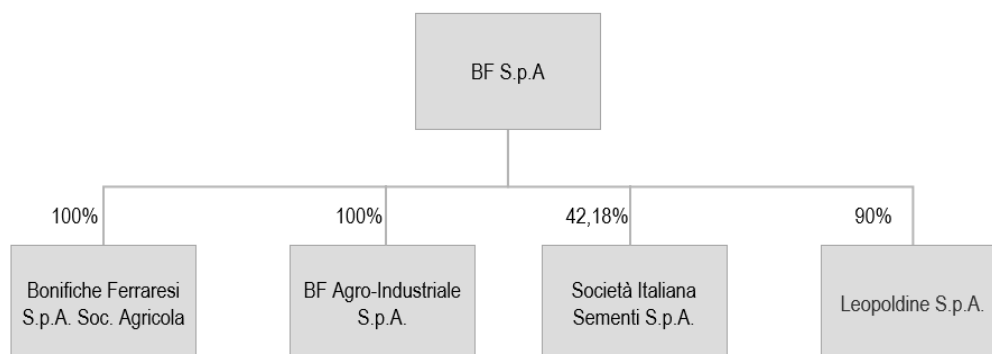 BF S.p.A
100%
100%
42,18%
90%
Bonifiche Ferraresi
S.p.A. Soc. Agricola
BF Agro-Industriale
S.p.A.
Società Italiana
Sementi S.p.A.
Leopoldine S.p.A.